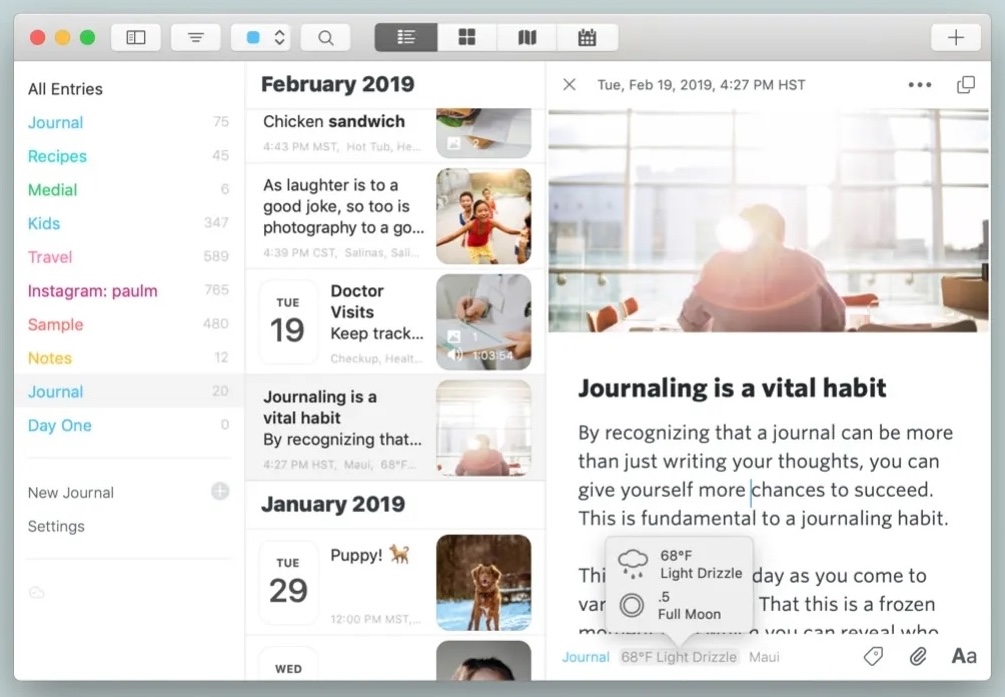 All Entries
Journal 75
Recipes 45
Medial 6
Kids 347
Travel 589
Instagram: paulm 765
Sample 480
Notes 12
Journal 20
Day One 0
New Journal
Settings
February 2019
Chicken sandwich
4:43 PM MST, Hot Tub, He...
2
As laughter is to a
good joke, so too is
photography to a go...
4:39 PM CST, Salinas, Sali...
TUE
19
Doctor
Visits
Keep track...
Checkup, Healt...
1
1:03:54
Journaling is a
vital habit
By recognizing that...
4:27 PM HST, Maui, 68°F...
January 2019
TUE
29
Puppy! 🐕
12:00 PM MST,...
WED
Tue, Feb 19, 2019, 4:27 PM HST
Journaling is a vital habit
By recognizing that a journal can be more
than just writing your thoughts, you can
give yourself more chances to succeed.
This is fundamental to a journaling habit.
Thi day as you come to
var That this is a frozen
you can reveal who
68°F
Light Drizzle
.5
Full Moon
Journal 68°F Light Drizzle Maui
Aa